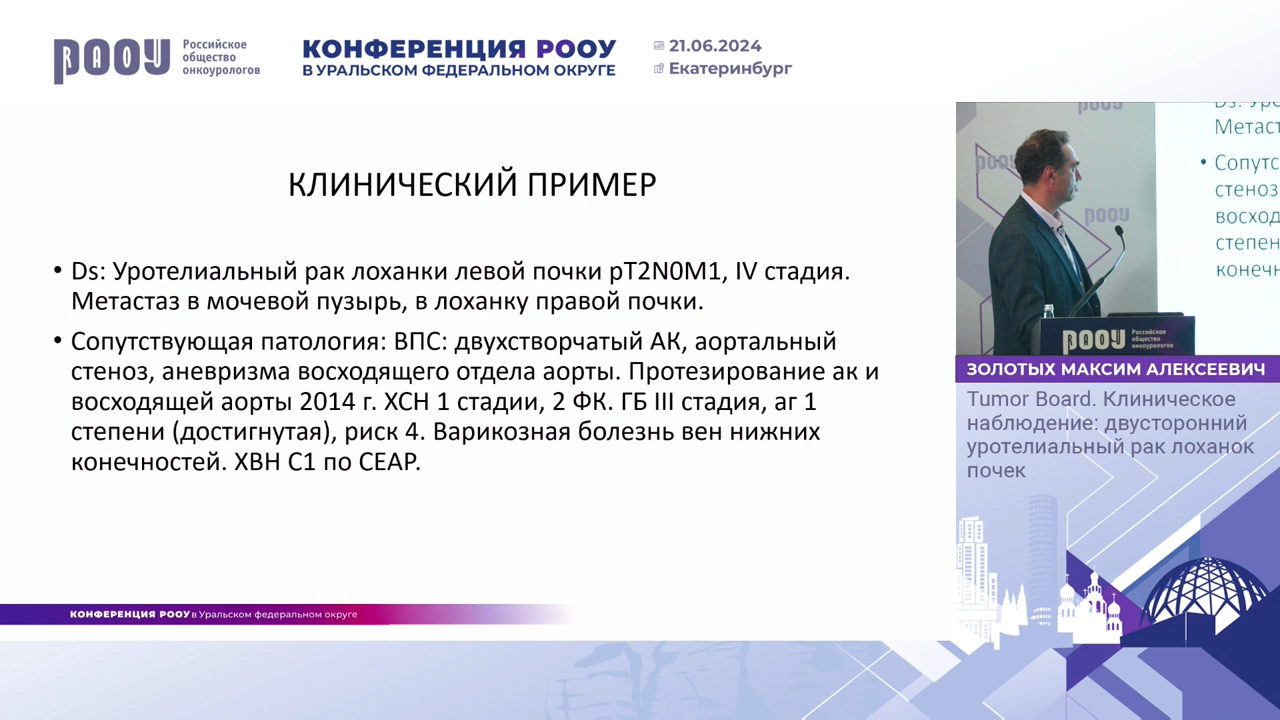 РООУ
RAOU
Российское
общество
онкоурологов
КОНФЕРЕНЦИЯ РООУ
В УРАЛЬСКОМ ФЕДЕРАЛЬНОМ ОКРУГЕ
21.06.2024
Екатеринбург
КЛИНИЧЕСКИЙ ПРИМЕР
• Ds: Уротелиальный рак лоханки левой почки pT2N0M1, IV стадия.
Метастаз в мочевой пузырь, в лоханку правой почки.
• Сопутствующая патология: ВПС: двухстворчатый АК, аортальный
стеноз, аневризма восходящего отдела аорты. Протезирование ак и
восходящей аорты 2014 г. ХСН 1 стадии, 2 ФК. ГБ III стадия, аг 1
степени (достигнутая), риск 4. Варикозная болезнь вен нижних
конечностей. ХВН С1 по СЕАР.
КОНФЕРЕНЦИЯ РООУ в Уральском федеральном округе
РООУ
РООУ
РООУ
Ds: Уро
Метаст
• Сопутс
стеноз
восход
степен
конечн
РООУ
Российское
общество
онкоурологов
ЗОЛОТЫХ МАКСИМ АЛЕКСЕЕВИЧ
Tumor Board. Клиническое
наблюдение: двусторонний
уротелиальный рак лоханок
почек